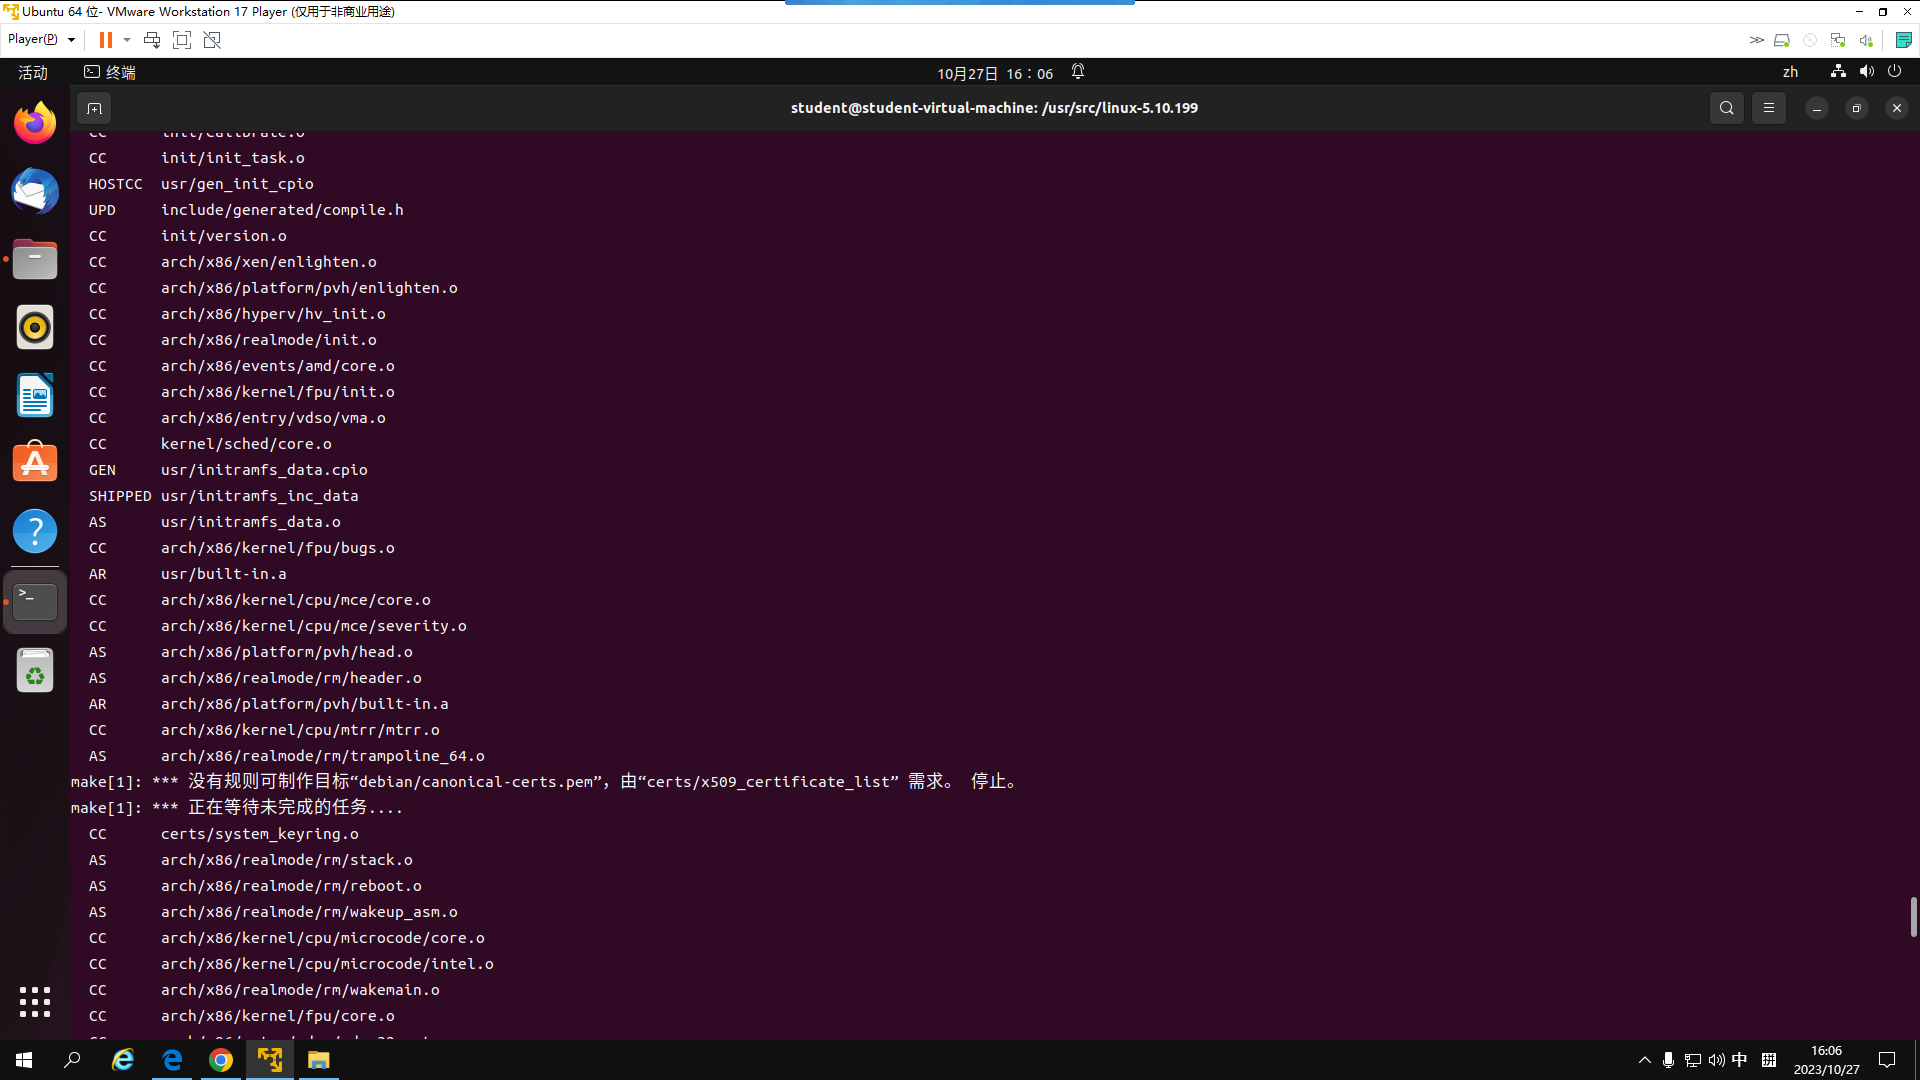 Ubuntu 64 位- VMware Workstation 17 Player (仅用于非商业用途)
Player(P)
活动
终端
10月27日 16：06
zh
student@student-virtual-machine: /usr/src/linux-5.10.199
CC init/calibrate.o
CC init/init_task.o
HOSTCC usr/gen_init_cpio
UPD include/generated/compile.h
CC init/version.o
CC arch/x86/xen/enlighten.o
CC arch/x86/platform/pvh/enlighten.o
CC arch/x86/hyperv/hv_init.o
CC arch/x86/realmode/init.o
CC arch/x86/events/amd/core.o
CC arch/x86/kernel/fpu/init.o
CC arch/x86/entry/vdso/vma.o
CC kernel/sched/core.o
GEN usr/initramfs_data.cpio
SHIPPED usr/initramfs_inc_data
AS usr/initramfs_data.o
CC arch/x86/kernel/fpu/bugs.o
AR usr/built-in.a
CC arch/x86/kernel/cpu/mce/core.o
CC arch/x86/kernel/cpu/mce/severity.o
AS arch/x86/platform/pvh/head.o
AS arch/x86/realmode/rm/header.o
AR arch/x86/platform/pvh/built-in.a
CC arch/x86/kernel/cpu/mtrr/mtrr.o
AS arch/x86/realmode/rm/trampoline_64.o
make[1]: *** 没有规则可制作目标“debian/canonical-certs.pem”，由“certs/x509_certificate_list” 需求。 停止。
make[1]: *** 正在等待未完成的任务....
CC certs/system_keyring.o
AS arch/x86/realmode/rm/stack.o
AS arch/x86/realmode/rm/reboot.o
AS arch/x86/realmode/rm/wakeup_asm.o
CC arch/x86/kernel/cpu/microcode/core.o
CC arch/x86/kernel/cpu/microcode/intel.o
CC arch/x86/realmode/rm/wakemain.o
CC arch/x86/kernel/fpu/core.o
中
16:06
2023/10/27